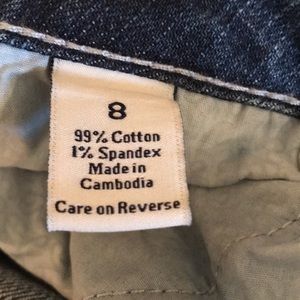 8
99% Cotton
1% Spandex
Made in
Cambodia
Care on Reverse